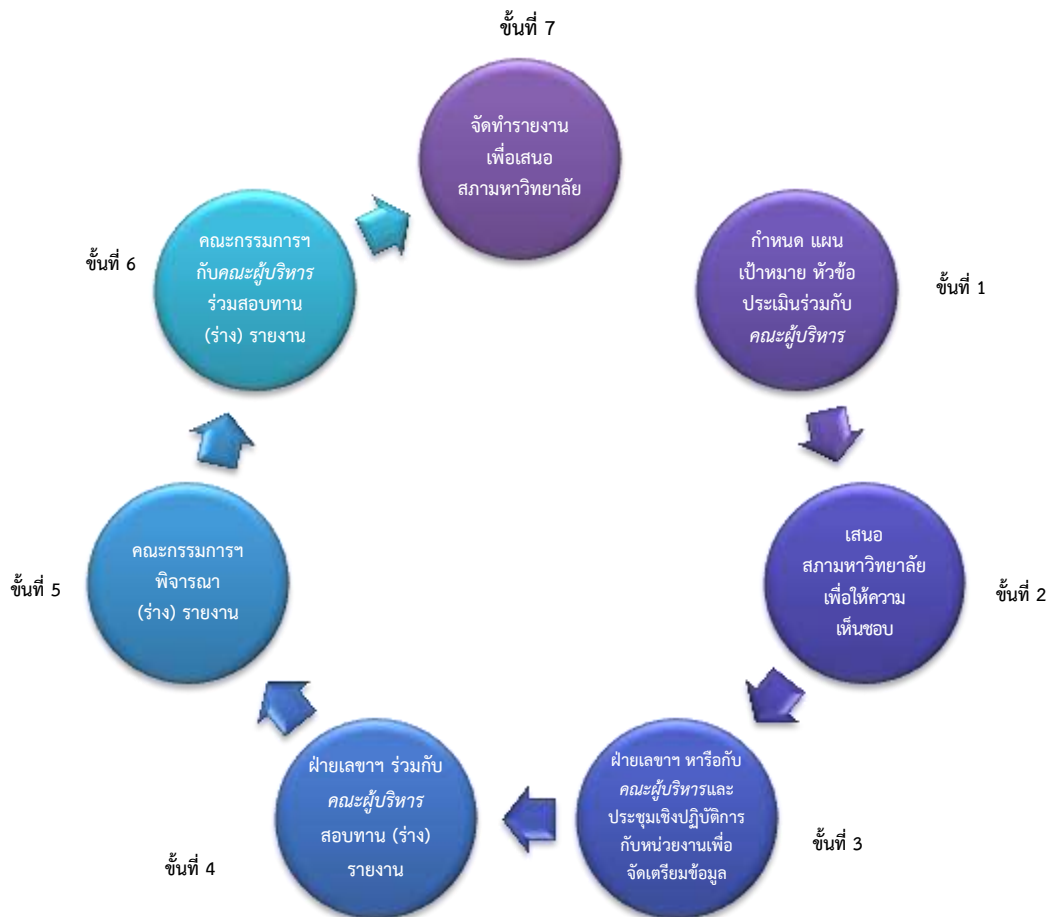 ขั้นที่ 7
จัดทำรายงาน
เพื่อเสนอ
สภามหาวิทยาลัย
ขั้นที่ 1
กำหนด แผน
เป้าหมาย หัวข้อ
ประเมินร่วมกับ
คณะผู้บริหาร
ขั้นที่ 2
เสนอ
สภามหาวิทยาลัย
เพื่อให้ความ
เห็นชอบ
ขั้นที่ 3
ฝ่ายเลขาฯ หารือกับ
คณะผู้บริหารและ
ประชุมเชิงปฏิบัติการ
กับหน่วยงานเพื่อ
จัดเตรียมข้อมูล
ขั้นที่ 4
ฝ่ายเลขาฯ ร่วมกับ
คณะผู้บริหาร
สอบทาน (ร่าง)
รายงาน
ขั้นที่ 5
คณะกรรมการฯ
พิจารณา
(ร่าง) รายงาน
ขั้นที่ 6
คณะกรรมการฯ
กับคณะผู้บริหาร
ร่วมสอบทาน
(ร่าง) รายงาน